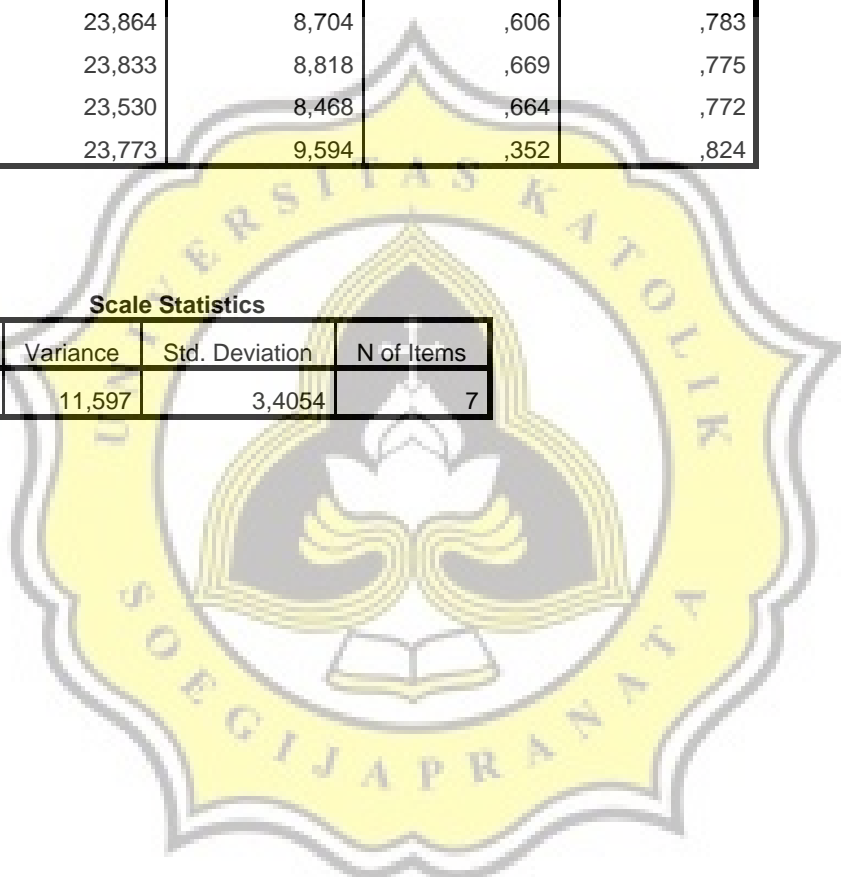 23,864 8,704 ,606 ,783
23,833 8,818 ,669 ,775
23,530 8,468 ,664 ,772
23,773 9,594 ,352 ,824
Scale Statistics
Variance Std. Deviation N of Items
11,597 3,4054 7
UNIVERSITAS KATOLIK
SOEGIJAPRANATA